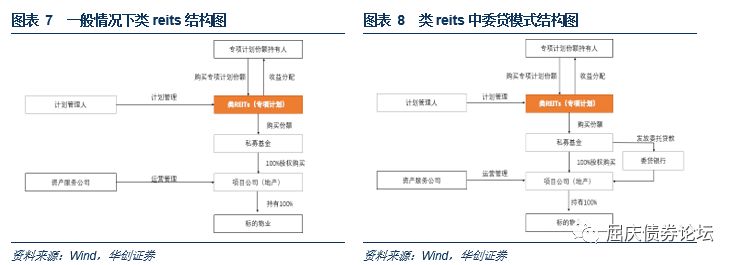 图表 7 一般情况下类 reits 结构图
专项计划份额持有人
购买专项计划份额
收益分配
计划管理人
计划管理
类REITs（专项计划）
购买份额
私募基金
100%股权购买
资产服务公司
运营管理
项目公司（地产）
持有100%
标的物业
资料来源：Wind，华创证券
图表 8 类 reits 中委贷模式结构图
专项计划份额持有人
购买专项计划份额
收益分配
计划管理人
计划管理
类REITs（专项计划）
购买份额
私募基金
发放委托贷款
100%股权购买
委贷银行
资产服务公司
运营管理
项目公司（地产）
持有100%
标的物业
资料来源：Wind，华创证券
屈庆债券论坛